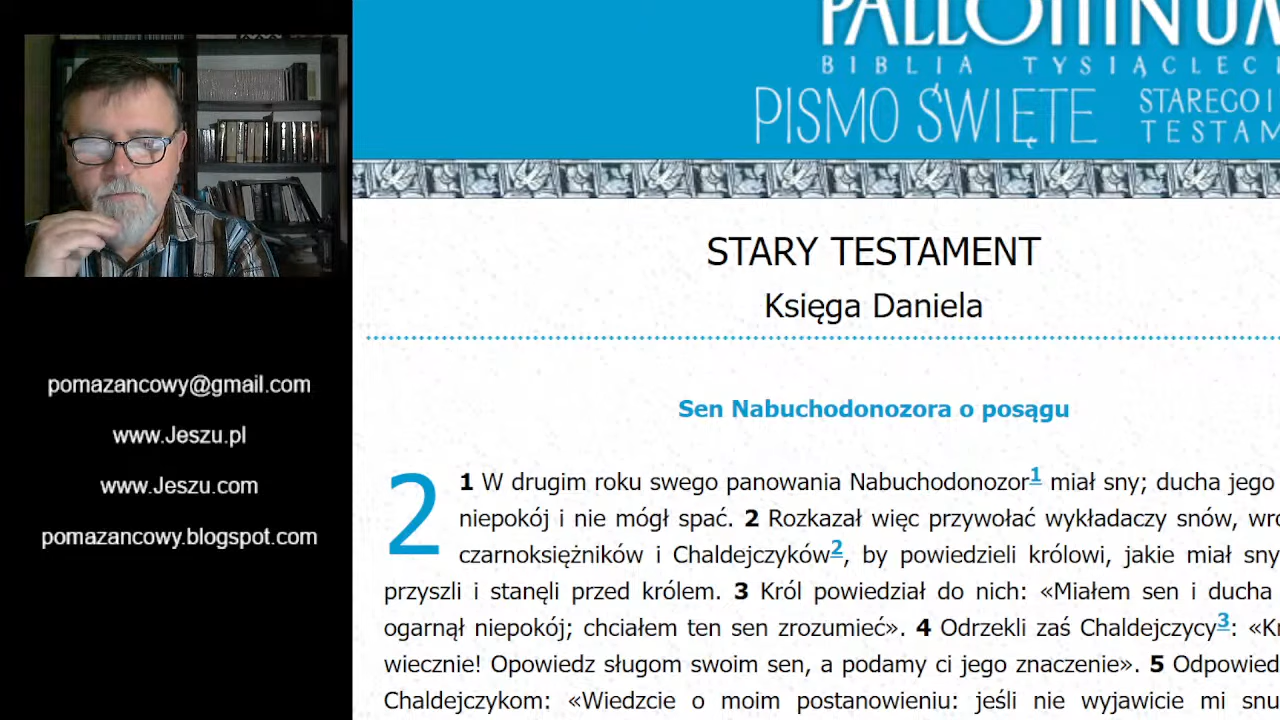 pomazancowy@gmail.com
www.Jeszu.pl
www.Jeszu.com
pomazancowy.blogspot.com
PALLOTTINUM
BIBLIA TYSIĄCLECI
PISMO ŚWIĘTE
STAREGO I
TESTAM
STARY TESTAMENT
Księga Daniela
Sen Nabuchodonozora o posągu
2
1 W drugim roku swego panowania Nabuchodonozor1 miał sny; ducha jego
niepokój i nie mógł spać. 2 Rozkazał więc przywołać wykładaczy snów, wró
czarnoksiężników i Chaldejczyków2, by powiedzieli królowi, jakie miał sny
przyszli i stanęli przed królem. 3 Król powiedział do nich: «Miałem sen i ducha
ogarnął niepokój; chciałem ten sen zrozumieć». 4 Odrzekli zaś Chaldejczycy3: «Kr
wiecznie! Opowiedz sługom swoim sen, a podamy ci jego znaczenie». 5 Odpowied
Chaldejczykom: «Wiedzcie o moim postanowieniu: jeśli nie wyjawicie mi snu